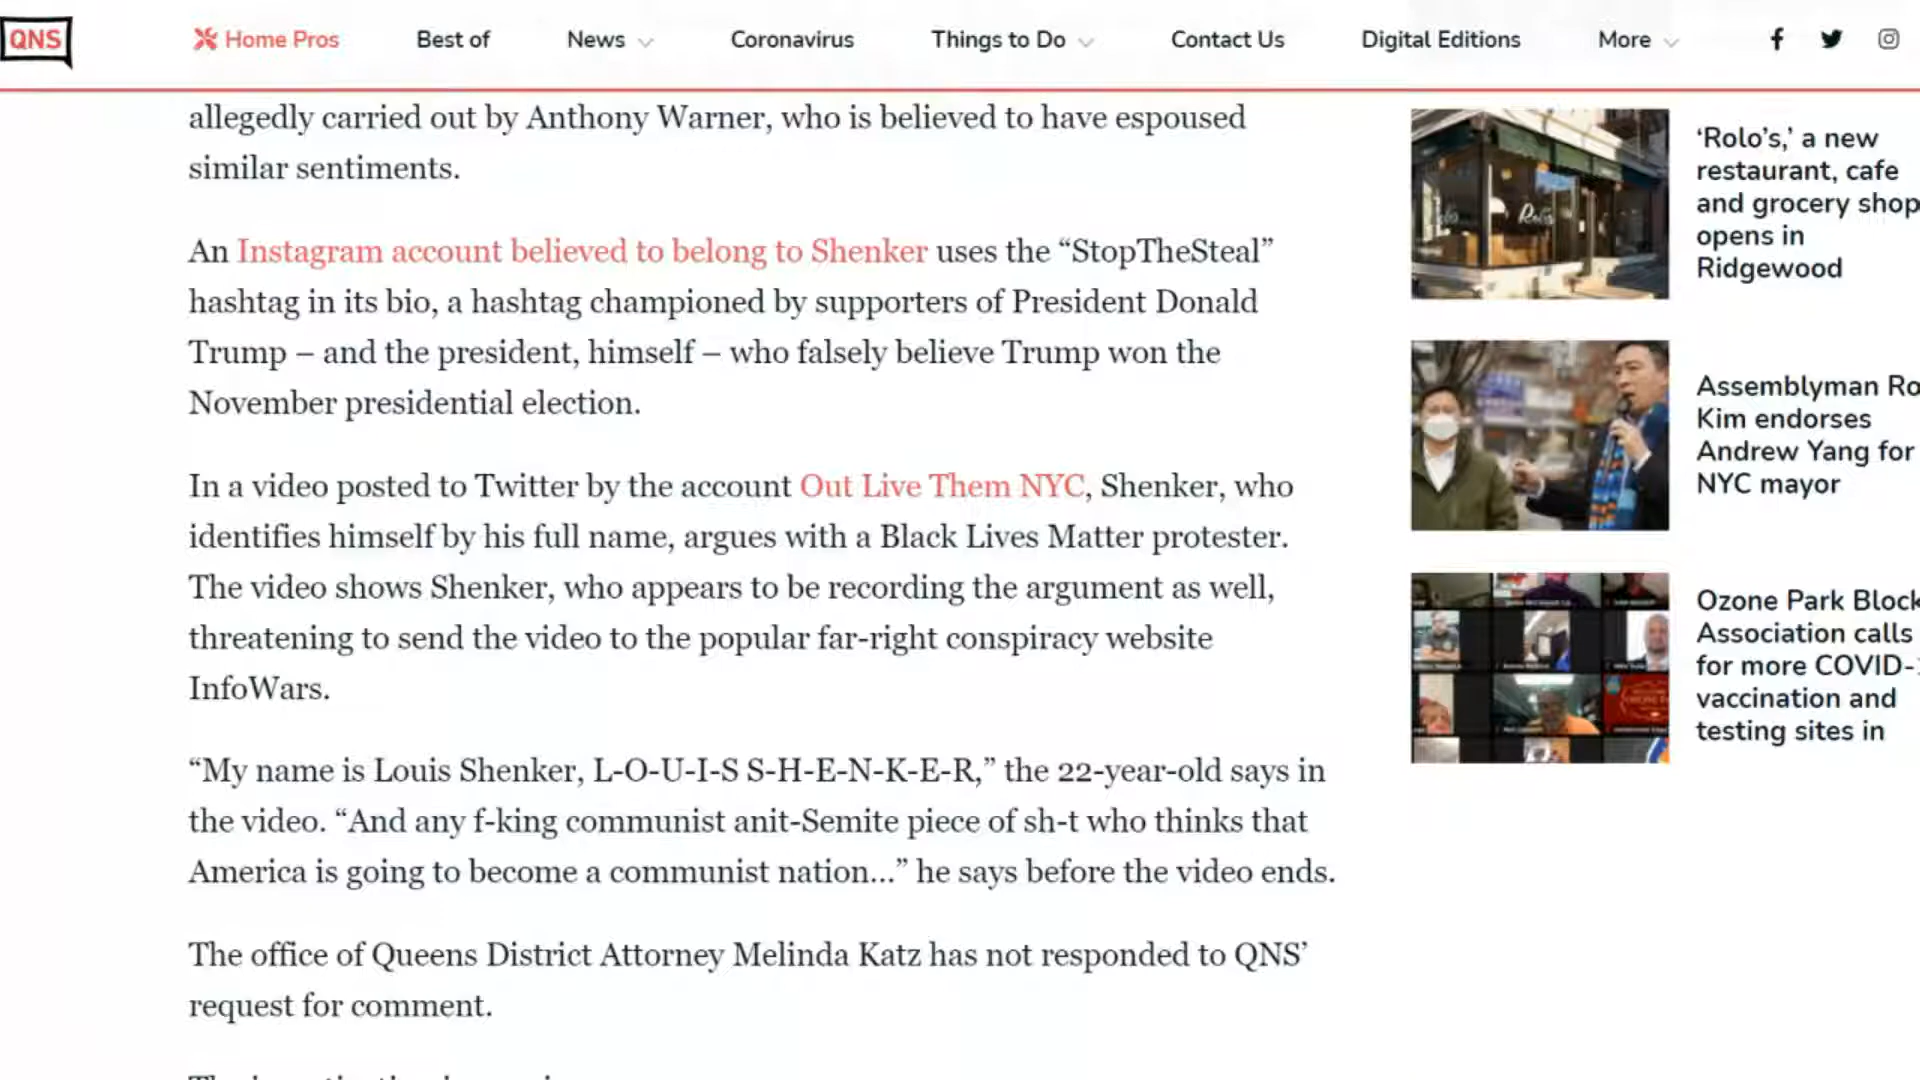 QNS
Home Pros
Best of
News
Coronavirus
Things to Do
Contact Us
Digital Editions
More
allegedly carried out by Anthony Warner, who is believed to have espoused
similar sentiments.
An Instagram account believed to belong to Shenker uses the “StopTheSteal”
hashtag in its bio, a hashtag championed by supporters of President Donald
Trump – and the president, himself – who falsely believe Trump won the
November presidential election.
In a video posted to Twitter by the account Out Live Them NYC, Shenker, who
identifies himself by his full name, argues with a Black Lives Matter protester.
The video shows Shenker, who appears to be recording the argument as well,
threatening to send the video to the popular far-right conspiracy website
InfoWars.
“My name is Louis Shenker, L-O-U-I-S S-H-E-N-K-E-R,” the 22-year-old says in
the video. “And any f-king communist anit-Semite piece of sh-t who thinks that
America is going to become a communist nation...” he says before the video ends.
The office of Queens District Attorney Melinda Katz has not responded to QNS’
request for comment.
Rolo's
‘Rolo’s,’ a new
restaurant, cafe
and grocery shop
opens in
Ridgewood
Assemblyman Ro
Kim endorses
Andrew Yang for
NYC mayor
Ozone Park Block
Association calls
for more COVID-
vaccination and
testing sites in